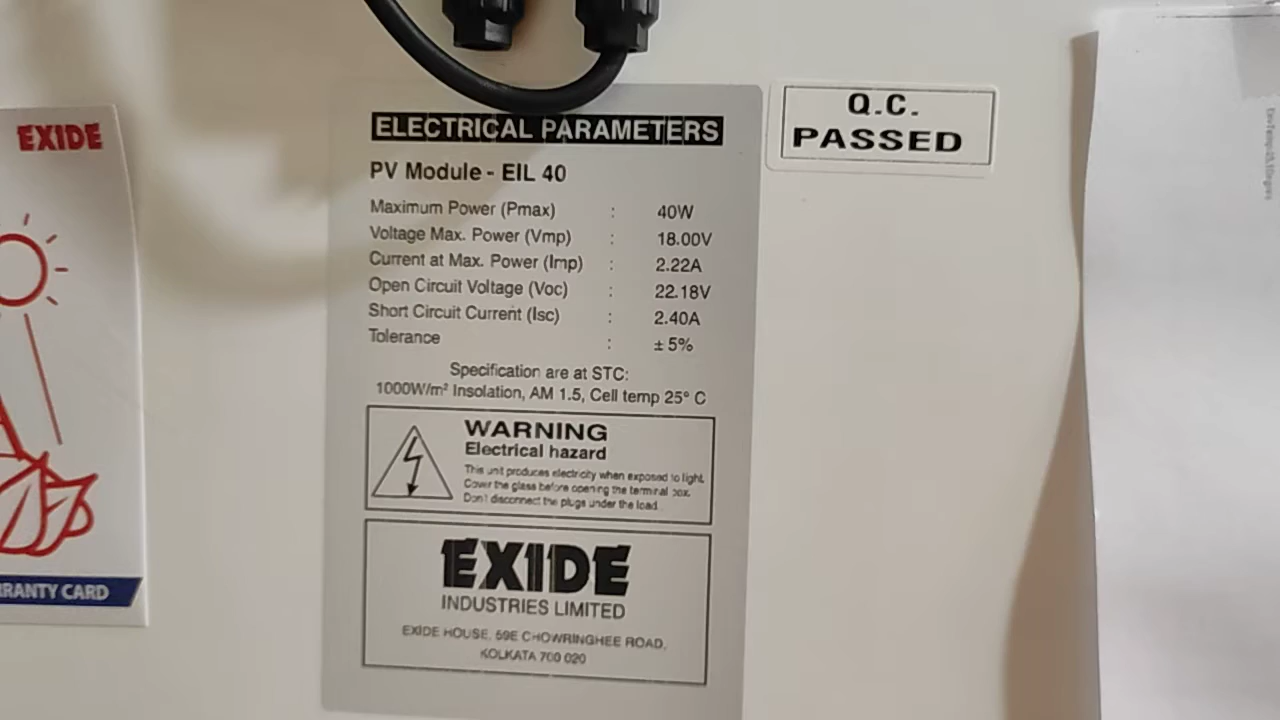 EXIDE
RRANTY CARD
ELECTRICAL PARAMETERS
PV Module - EIL 40
Maximum Power (Pmax) : 40W
Voltage Max. Power (Vmp) : 18.00V
Current at Max. Power (Imp) : 2.22A
Open Circuit Voltage (Voc) : 22.18V
Short Circuit Current (Isc) : 2.40A
Tolerance : ± 5%
Specification are at STC:
1000W/m² Insolation, AM 1.5, Cell temp 25° C
WARNING
Electrical hazard
This unit produces electricity when exposed to light.
Cover the glass before opening the terminal box.
Don't disconnect the plugs under the load.
EXIDE
INDUSTRIES LIMITED
EXIDE HOUSE, 59E CHOWRINGHEE ROAD,
KOLKATA 700 020
Q.C.
PASSED